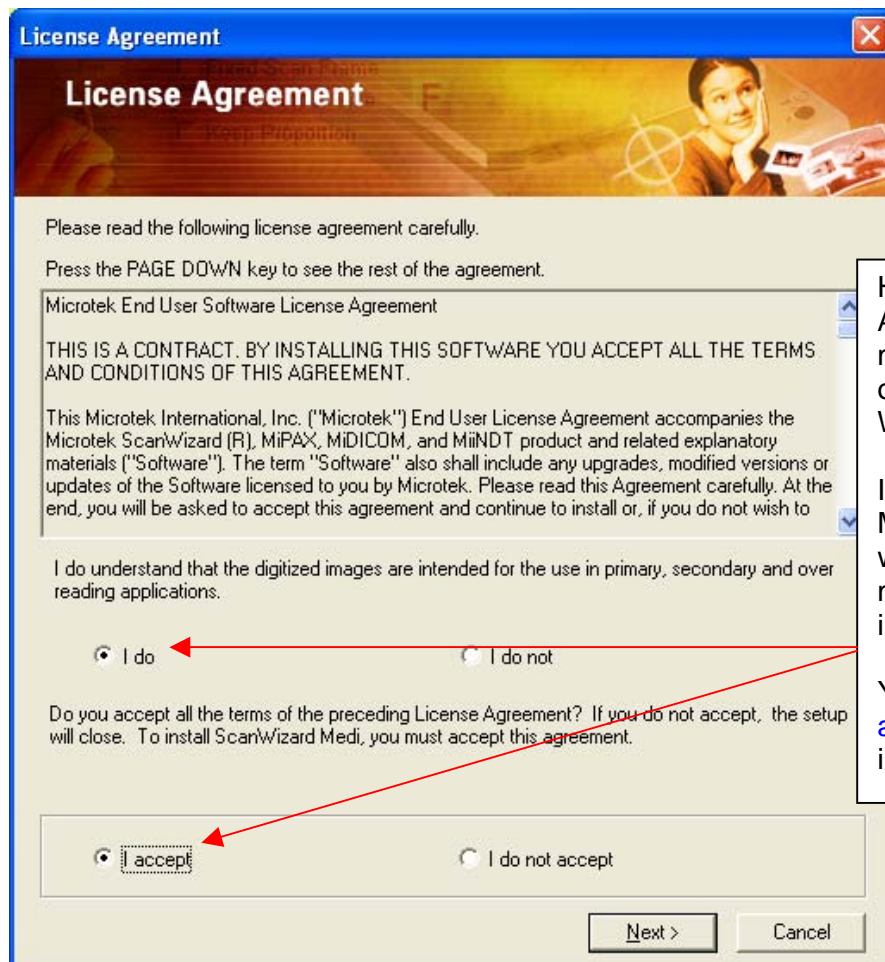 License Agreement
License Agreement
Fixed Scan Frame
Keep Proportion
Please read the following license agreement carefully.
Press the PAGE DOWN key to see the rest of the agreement.
Microtek End User Software License Agreement
THIS IS A CONTRACT. BY INSTALLING THIS SOFTWARE YOU ACCEPT ALL THE TERMS
AND CONDITIONS OF THIS AGREEMENT.
This Microtek International, Inc. ("Microtek") End User License Agreement accompanies the
Microtek ScanWizard (R), MiPAX, MiDICOM, and MiiNDT product and related explanatory
materials ("Software"). The term "Software" also shall include any upgrades, modified versions or
updates of the Software licensed to you by Microtek. Please read this Agreement carefully. At the
end, you will be asked to accept this agreement and continue to install or, if you do not wish to
I do understand that the digitized images are intended for the use in primary, secondary and over
reading applications.
I do I do not
Do you accept all the terms of the preceding License Agreement? If you do not accept, the setup
will close. To install ScanWizard Medi, you must accept this agreement.
I accept I do not accept
Next > Cancel